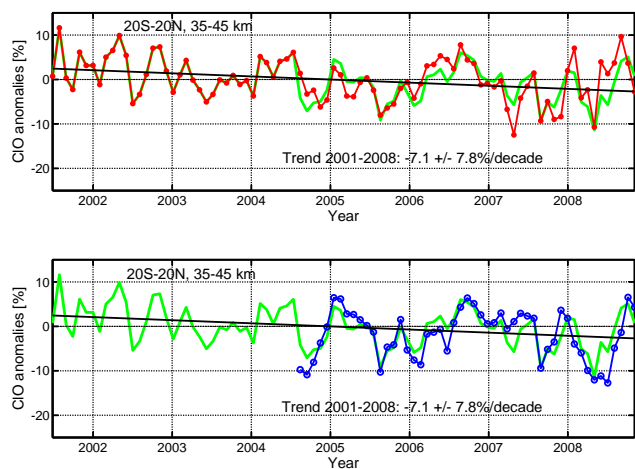 20S-20N, 35-45 km
ClO anomalies [%]
10
0
-10
-20
Trend 2001-2008: -7.1 +/- 7.8%/decade
2002 2003 2004 2005 2006 2007 2008
Year
20S-20N, 35-45 km
ClO anomalies [%]
10
0
-10
-20
Trend 2001-2008: -7.1 +/- 7.8%/decade
2002 2003 2004 2005 2006 2007 2008
Year